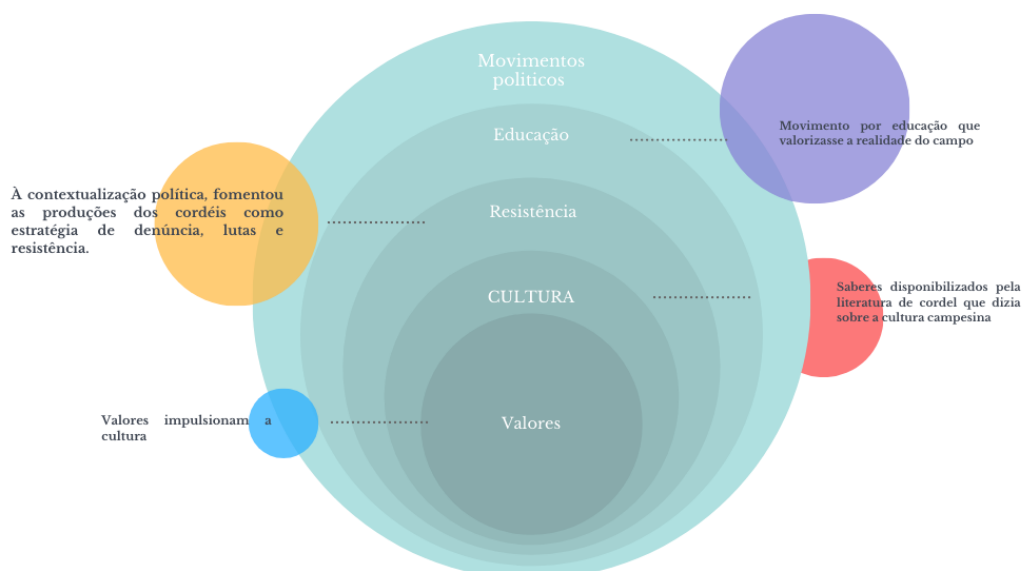 Movimentos
politicos
Educação
Movimento por educação que
valorizasse a realidade do campo
À contextualização política, fomentou
as produções dos cordéis como
estratégia de denúncia, lutas e
resistência.
Resistência
CULTURA
Saberes disponibilizados pela
literatura de cordel que dizia
sobre a cultura campesina
Valores impulsionam a
cultura
Valores